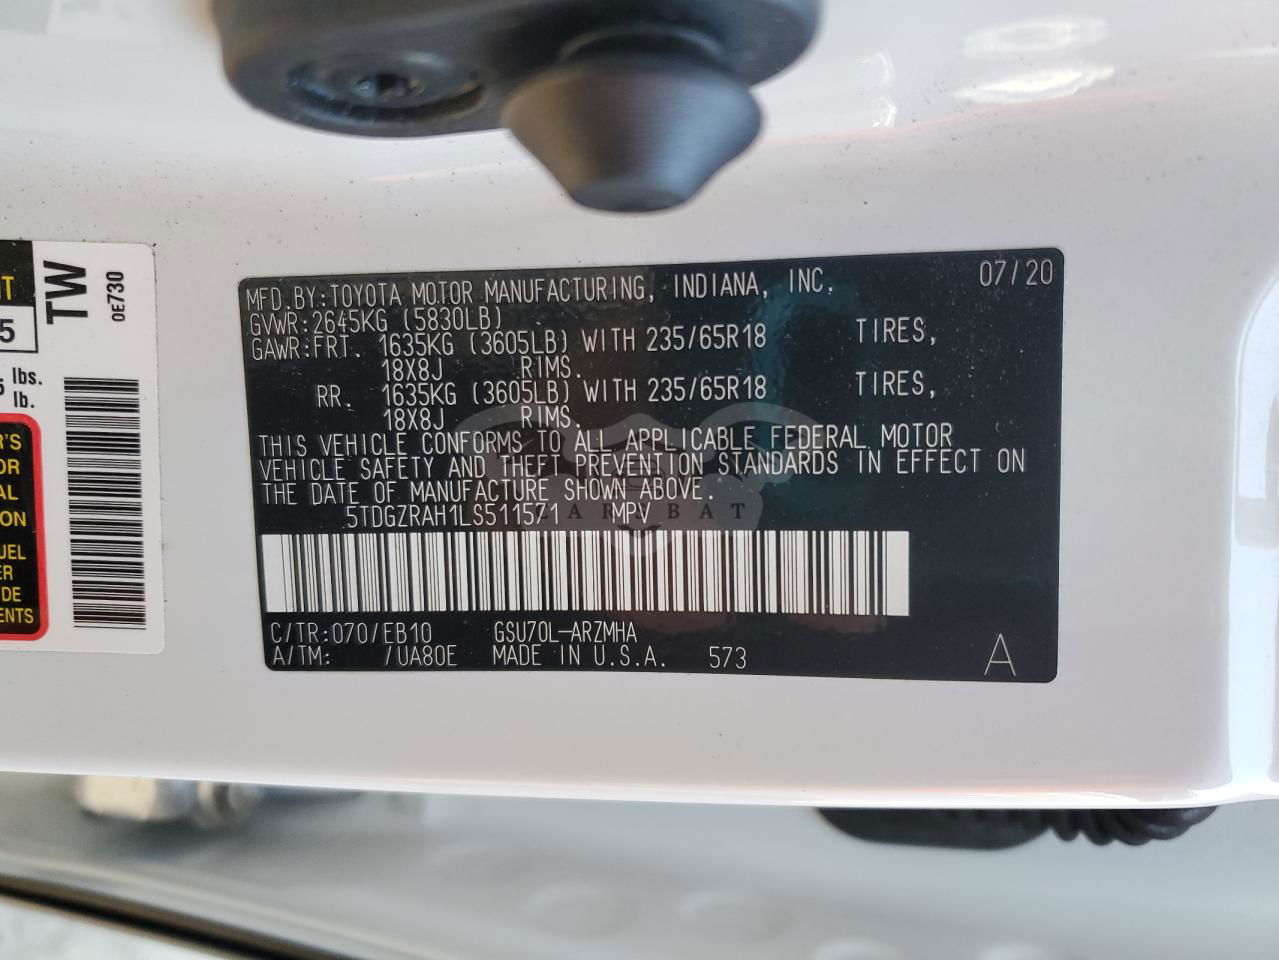 MFD.BY:TOYOTA MOTOR MANUFACTURING, INDIANA, INC. 07/20
GVWR:2645KG (5830LB)
GAWR:FRT. 1635KG (3605LB) WITH 235/65R18 TIRES,
18X8J RIMS.
RR. 1635KG (3605LB) WITH 235/65R18 TIRES,
18X8J RIMS.
THIS VEHICLE CONFORMS TO ALL APPLICABLE FEDERAL MOTOR
VEHICLE SAFETY AND THEFT PREVENTION STANDARDS IN EFFECT ON
THE DATE OF MANUFACTURE SHOWN ABOVE.
5TDGZRAH1LS511571 MPV
C/TR:070/EB10 GSU70L-ARZMHA
A/TM: /UA80E MADE IN U.S.A. 573 A
TW
0E730
5
lbs.
lb.